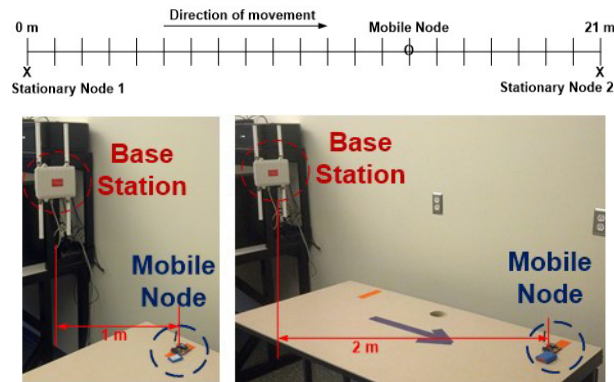 Direction of movement
0 m
Mobile Node
21 m
O
X
X
Stationary Node 1
Stationary Node 2
Base
Station
Mobile
Node
1 m
Base
Station
Mobile
Node
2 m